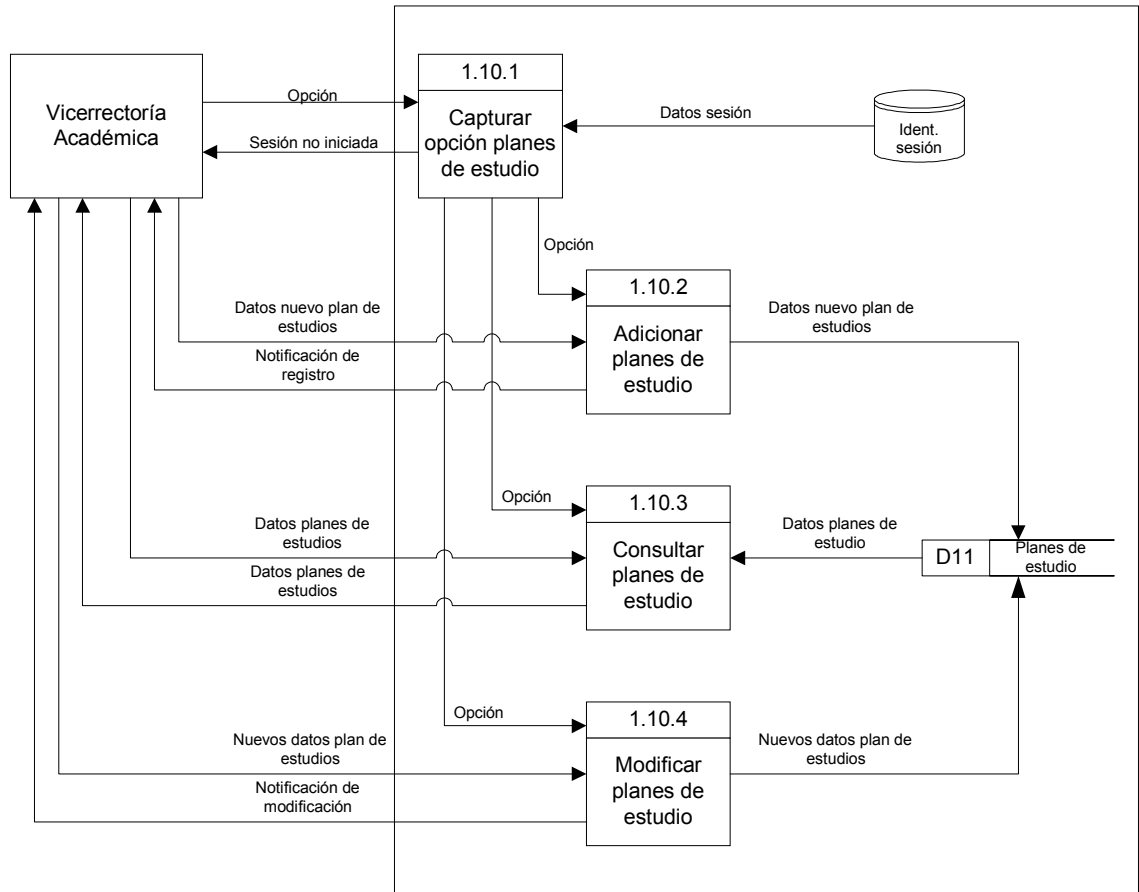 1.10.1
Vicerrectoría
Académica
Opción
Capturar
opción planes
de estudio
Datos sesión
Ident.
sesión
Sesión no iniciada
Opción
1.10.2
Datos nuevo plan de
estudios
Adicionar
planes de
estudio
Datos nuevo plan de
estudios
Notificación de
registro
Opción
1.10.3
Datos planes de
estudios
Consultar
planes de
estudio
Datos planes de
estudio
D11
Planes de
estudio
Datos planes de
estudios
Opción
1.10.4
Nuevos datos plan de
estudios
Modificar
planes de
estudio
Nuevos datos plan de
estudios
Notificación de
modificación